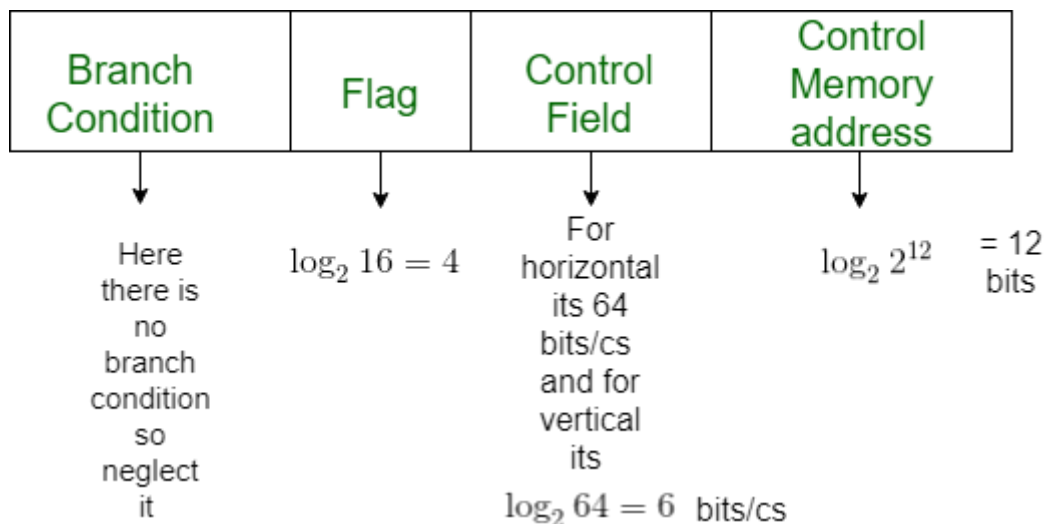 Branch
Condition
Flag
Control
Field
Control
Memory
address
Here
there is
no
branch
condition
so
neglect
it
log₂ 16 = 4
For
horizontal
its 64
bits/cs
and for
vertical
its
log₂ 64 = 6 bits/cs
log₂ 2¹²
= 12
bits